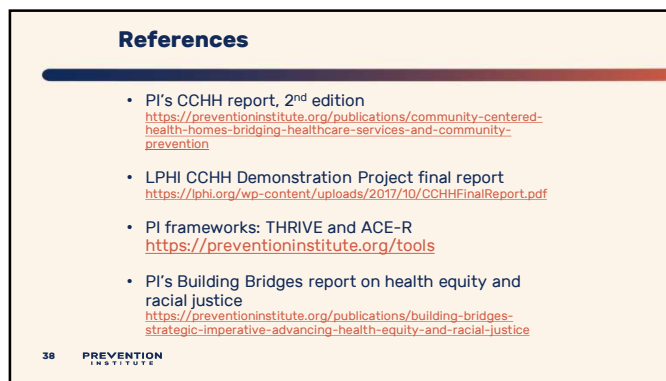 References
• PI's CCHH report, 2nd edition
https://preventioninstitute.org/publications/community-centered-
health-homes-bridging-healthcare-services-and-community-
prevention
• LPHI CCHH Demonstration Project final report
https://lphi.org/wp-content/uploads/2017/10/CCHHFinalReport.pdf
• PI frameworks: THRIVE and ACE-R
https://preventioninstitute.org/tools
• PI's Building Bridges report on health equity and
racial justice
https://preventioninstitute.org/publications/building-bridges-
strategic-imperative-advancing-health-equity-and-racial-justice
38 PREVENTION
INSTITUTE